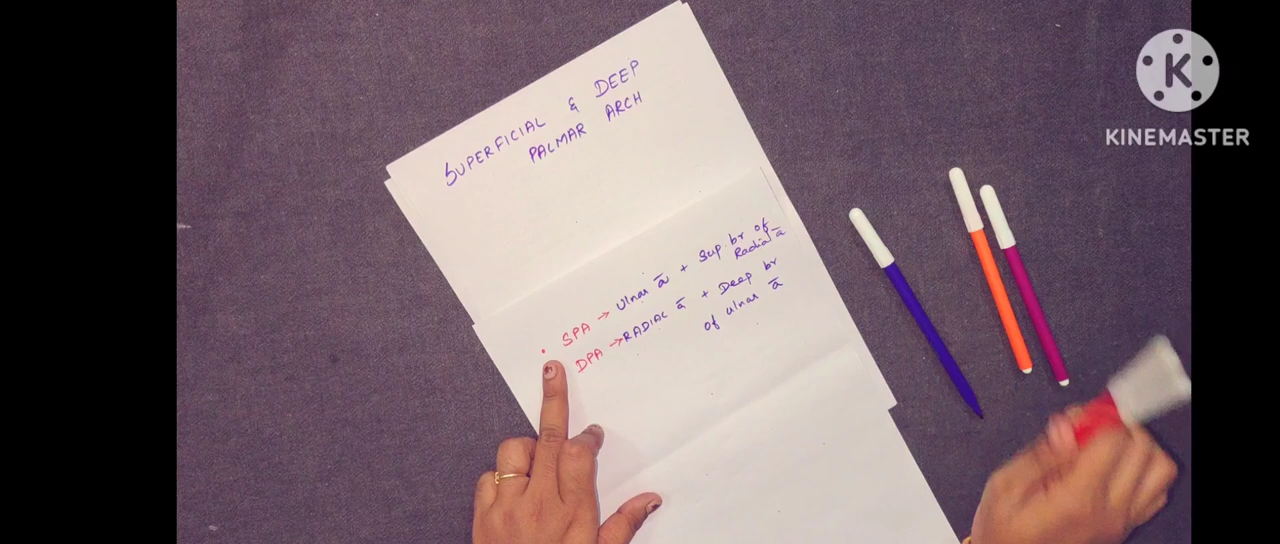 SUPERFICIAL & DEEP
PALMAR ARCH
• SPA → Ulnar ā + Sup. br of
Radial ā
DPA → RADIAL ā + Deep br
of ulnar ā
K
KINEMASTER